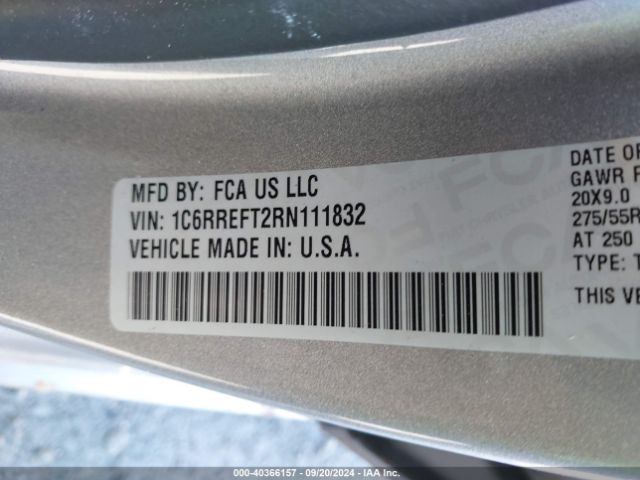 MFD BY: FCA US LLC
VIN: 1C6RREFT2RN111832
VEHICLE MADE IN: U.S.A.
DATE OF
GAWR F
20X9.0
275/55R
AT 250
TYPE: T
THIS VE
000-40366157 - 09/20/2024 - IAA Inc.